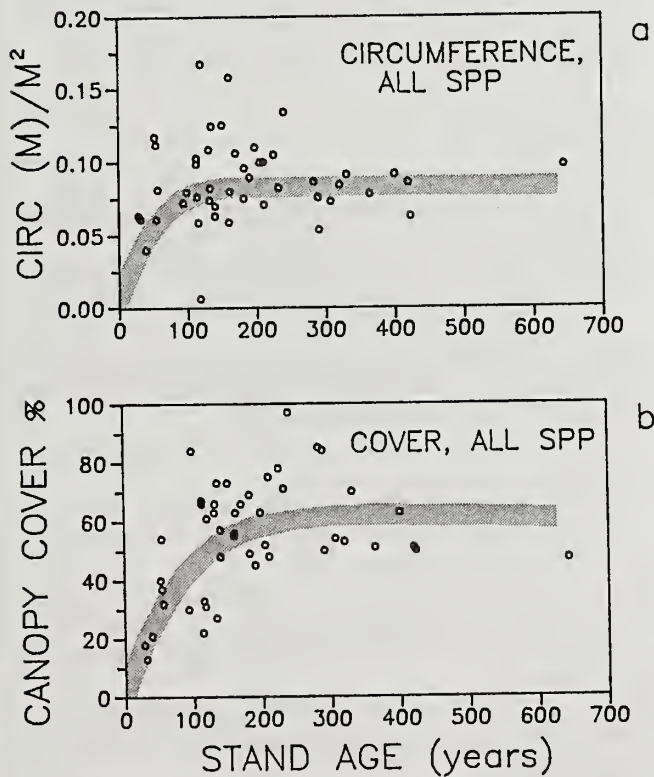 a
CIRCUMFERENCE,
ALL SPP
CIRC (M)/M²
0.20
0.15
0.10
0.05
0.00
0 100 200 300 400 500 600 700
b
COVER, ALL SPP
CANOPY COVER %
100
80
60
40
20
0
0 100 200 300 400 500 600 700
STAND AGE (years)